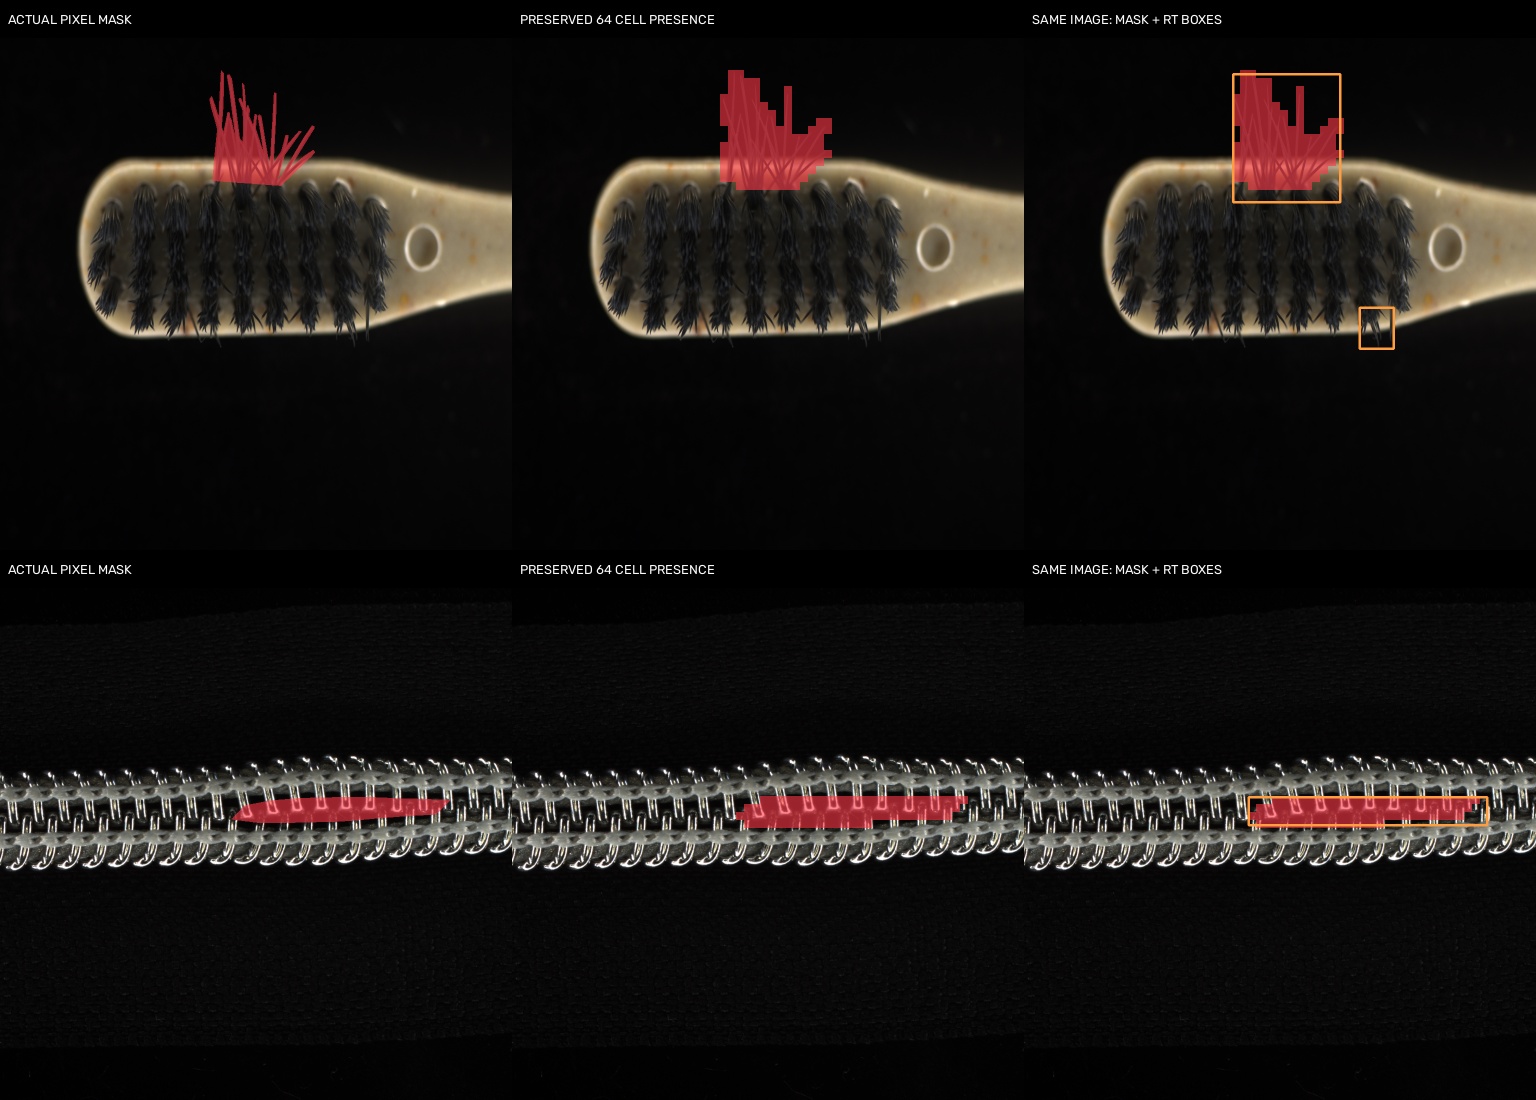 ACTUAL PIXEL MASK
PRESERVED 64 CELL PRESENCE
SAME IMAGE: MASK + RT BOXES
ACTUAL PIXEL MASK
PRESERVED 64 CELL PRESENCE
SAME IMAGE: MASK + RT BOXES